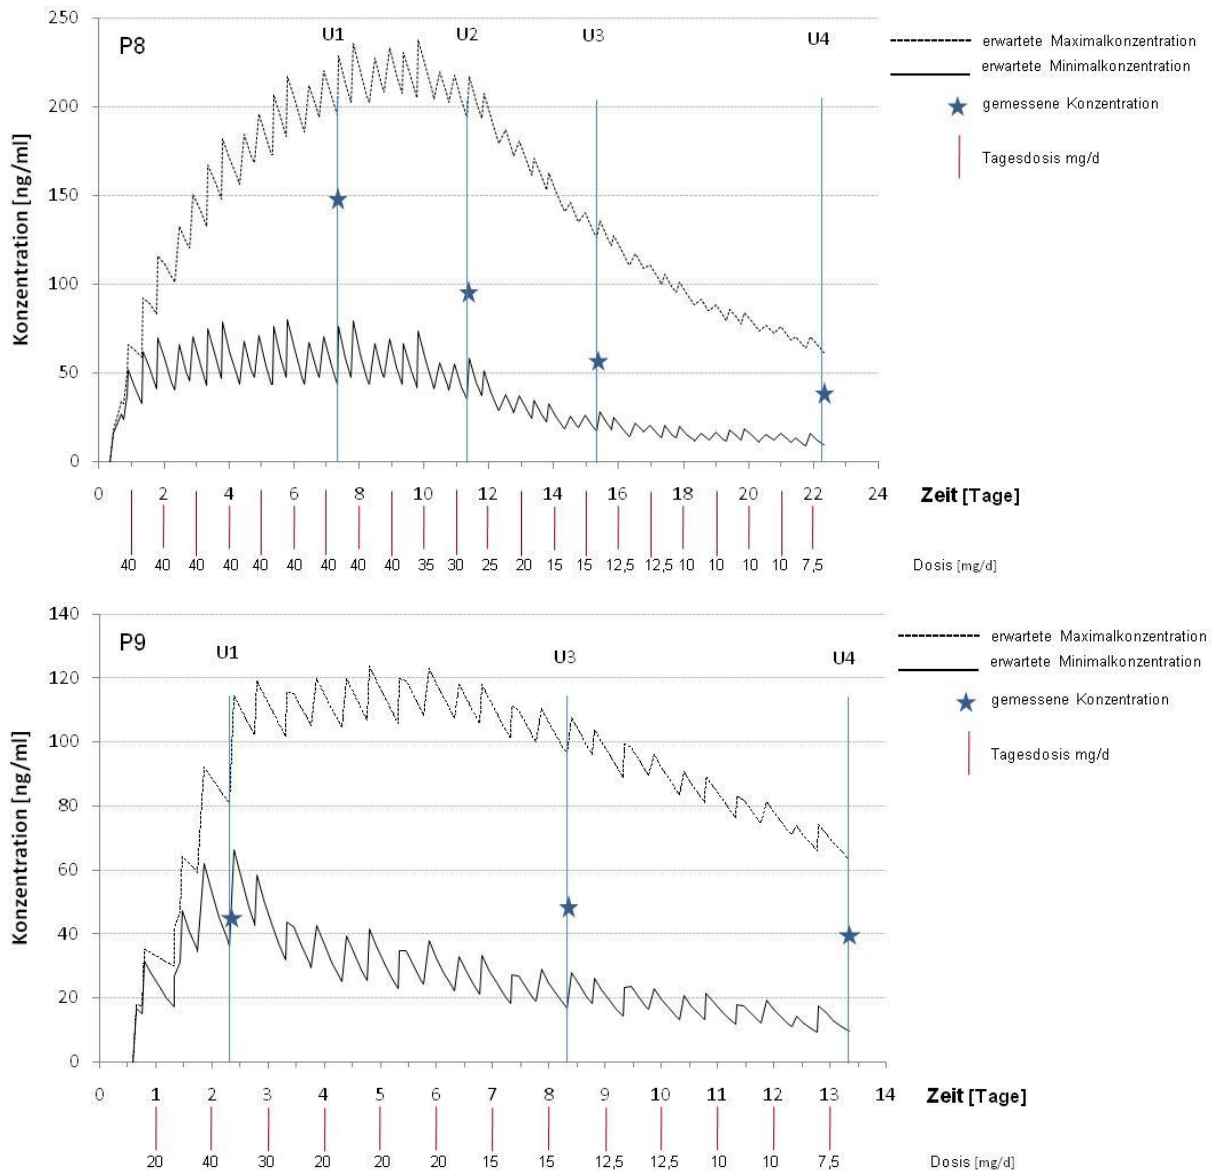 P8
U1 U2 U3 U4
250
200
150
100
50
0
Konzentration [ng/ml]
erwartete Maximalkonzentration
erwartete Minimalkonzentration
gemessene Konzentration
Tagesdosis mg/d
0 2 4 6 8 10 12 14 16 18 20 22 24 Zeit [Tage]
40 40 40 40 40 40 40 40 40 35 30 25 20 15 15 12,5 12,5 10 10 10 10 7,5 Dosis [mg/d]
P9
U1 U3 U4
140
120
100
80
60
40
20
0
Konzentration [ng/ml]
erwartete Maximalkonzentration
erwartete Minimalkonzentration
gemessene Konzentration
Tagesdosis mg/d
0 1 2 3 4 5 6 7 8 9 10 11 12 13 14 Zeit [Tage]
20 40 30 20 20 20 15 15 12,5 12,5 10 10 7,5 Dosis [mg/d]